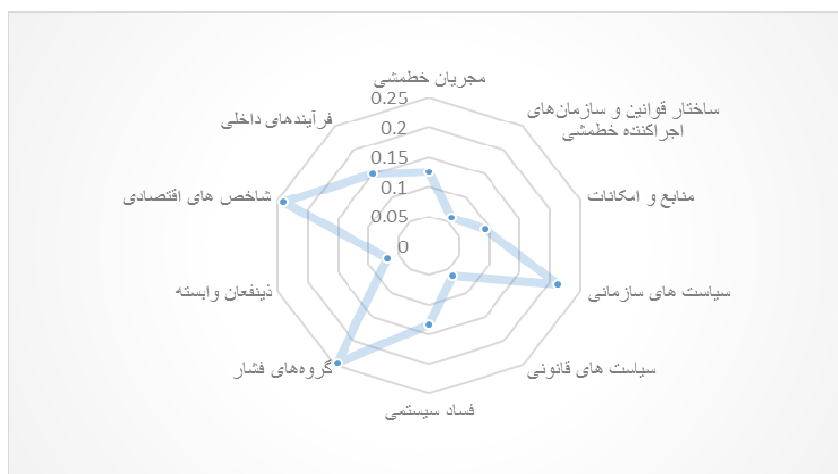 مجریان خطمشی
ساختار قوانین و سازمان‌های
اجراکننده خطمشی
منابع و امکانات
سیاست های سازمانی
سیاست های قانونی
فساد سیستمی
گروه‌های فشار
ذینفعان وابسته
شاخص های اقتصادی
فرآیندهای داخلی
0.25
0.2
0.15
0.1
0.05
0